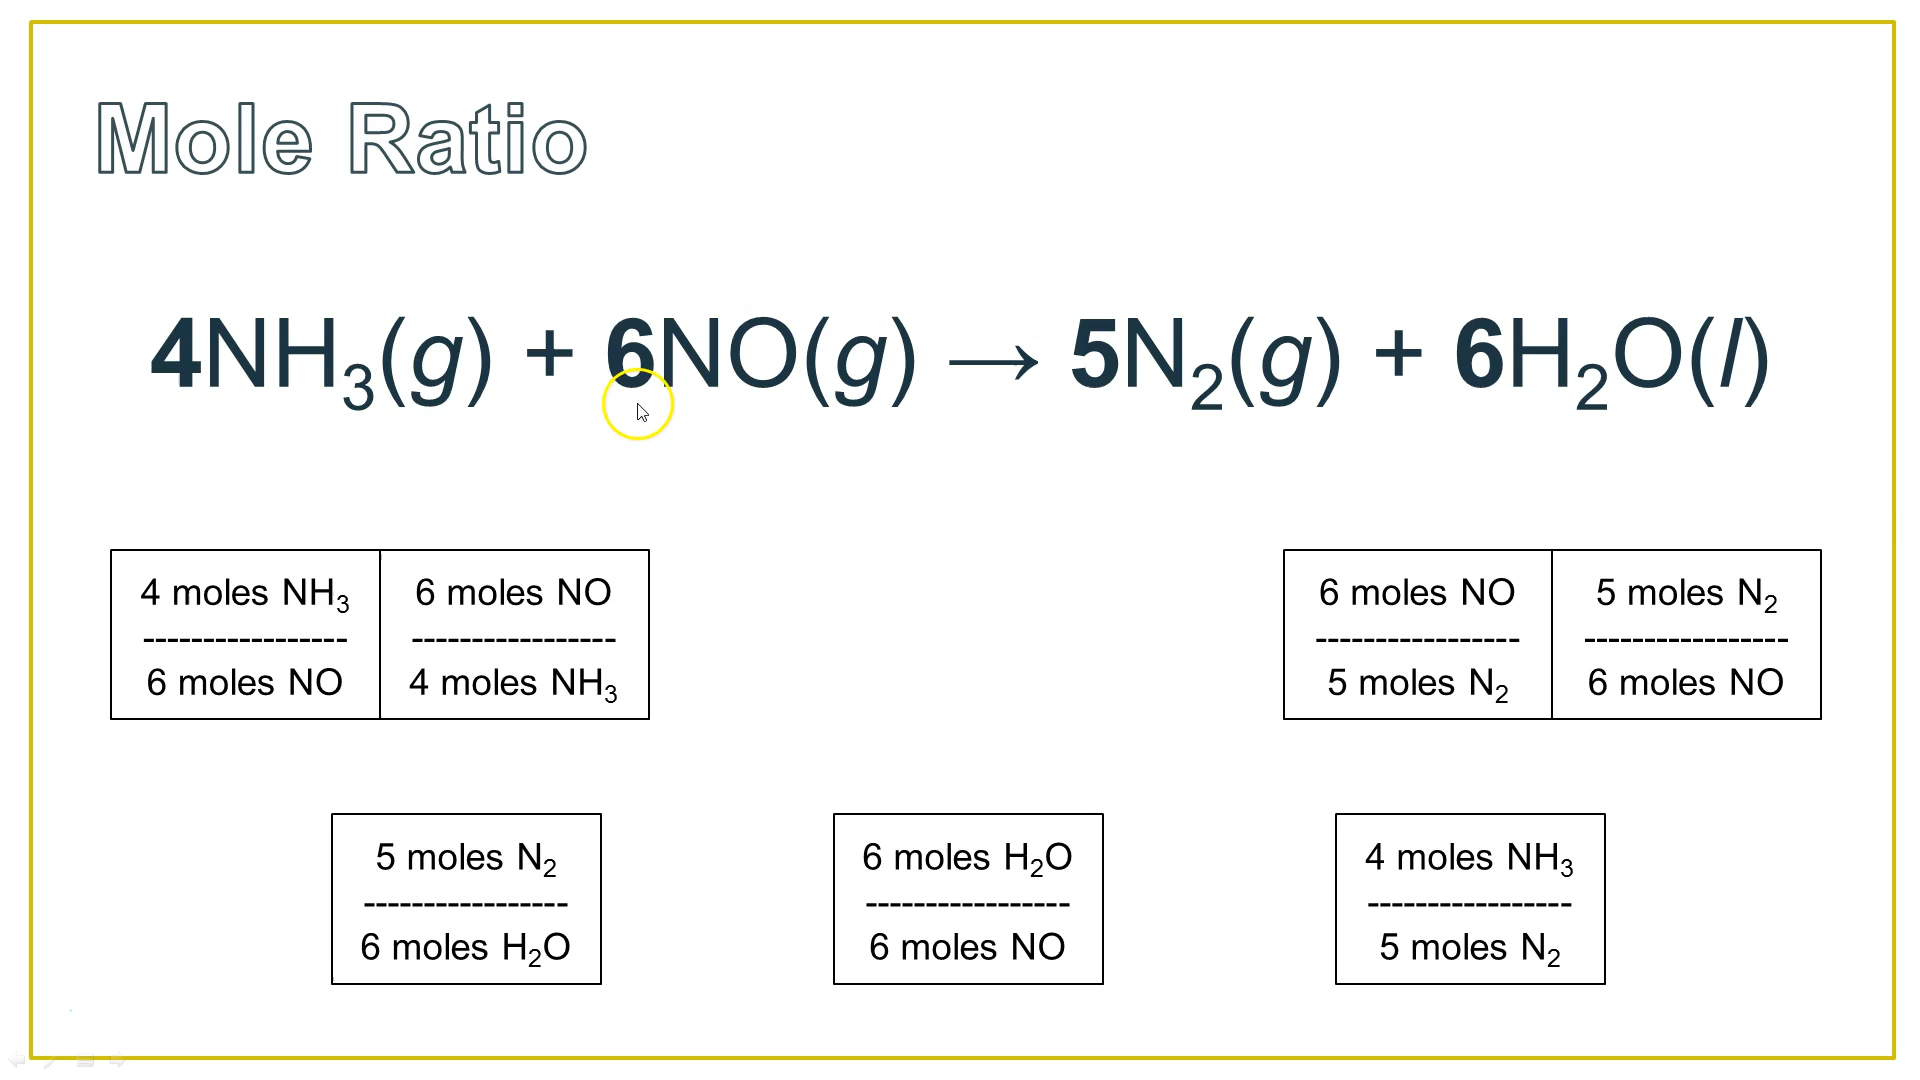 Mole Ratio
4NH₃(g) + 6NO(g) → 5N₂(g) + 6H₂O(l)
4 moles NH₃
-----------------
6 moles NO
6 moles NO
-----------------
4 moles NH₃
6 moles NO
-----------------
5 moles N₂
5 moles N₂
-----------------
6 moles NO
5 moles N₂
-----------------
6 moles H₂O
6 moles H₂O
-----------------
6 moles NO
4 moles NH₃
-----------------
5 moles N₂